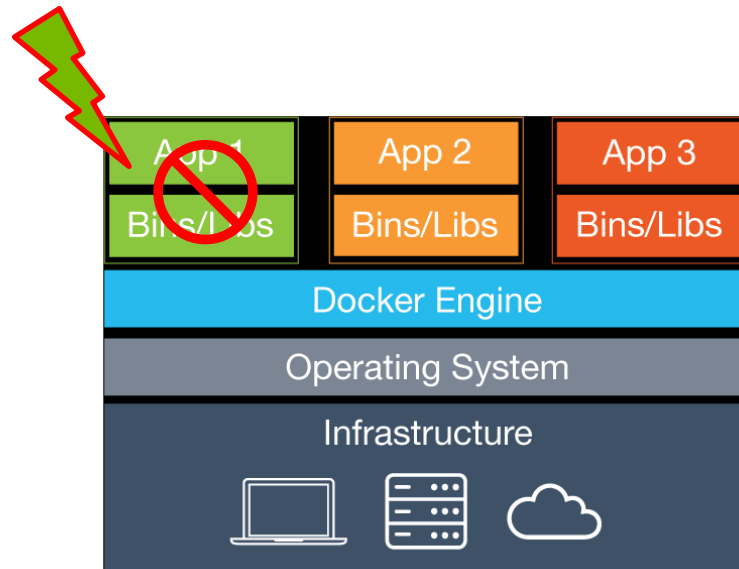 App 1
App 2
App 3
Bins/Libs
Bins/Libs
Bins/Libs
Docker Engine
Operating System
Infrastructure